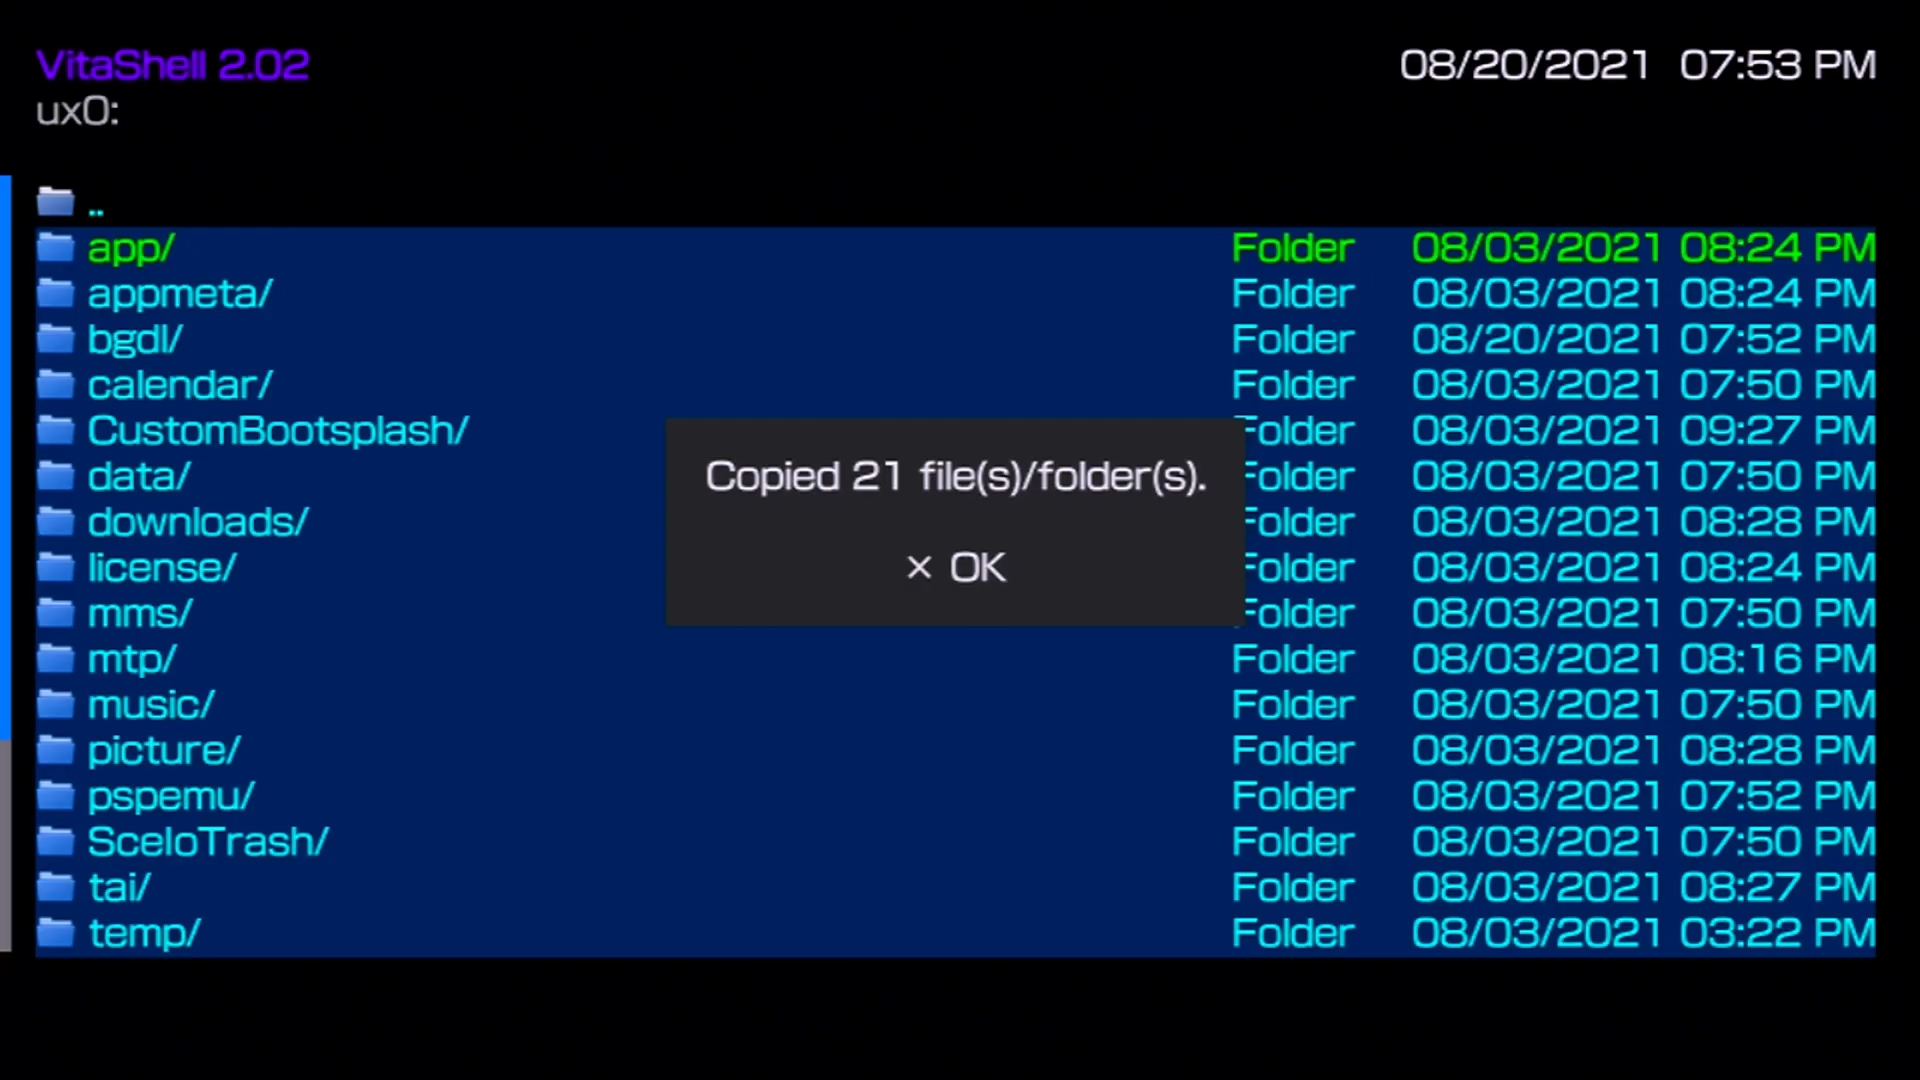 VitaShell 2.02 08/20/2021 07:53 PM
ux0:
..
app/ Folder 08/03/2021 08:24 PM
appmeta/ Folder 08/03/2021 08:24 PM
bgdl/ Folder 08/20/2021 07:52 PM
calendar/ Folder 08/03/2021 07:50 PM
CustomBootsplash/ Folder 08/03/2021 09:27 PM
data/ Folder 08/03/2021 07:50 PM
downloads/ Folder 08/03/2021 08:28 PM
license/ Folder 08/03/2021 08:24 PM
mms/ Folder 08/03/2021 07:50 PM
mtp/ Folder 08/03/2021 08:16 PM
music/ Folder 08/03/2021 07:50 PM
picture/ Folder 08/03/2021 08:28 PM
pspemu/ Folder 08/03/2021 07:52 PM
SceIoTrash/ Folder 08/03/2021 07:50 PM
tai/ Folder 08/03/2021 08:27 PM
temp/ Folder 08/03/2021 03:22 PM
Copied 21 file(s)/folder(s).
× OK